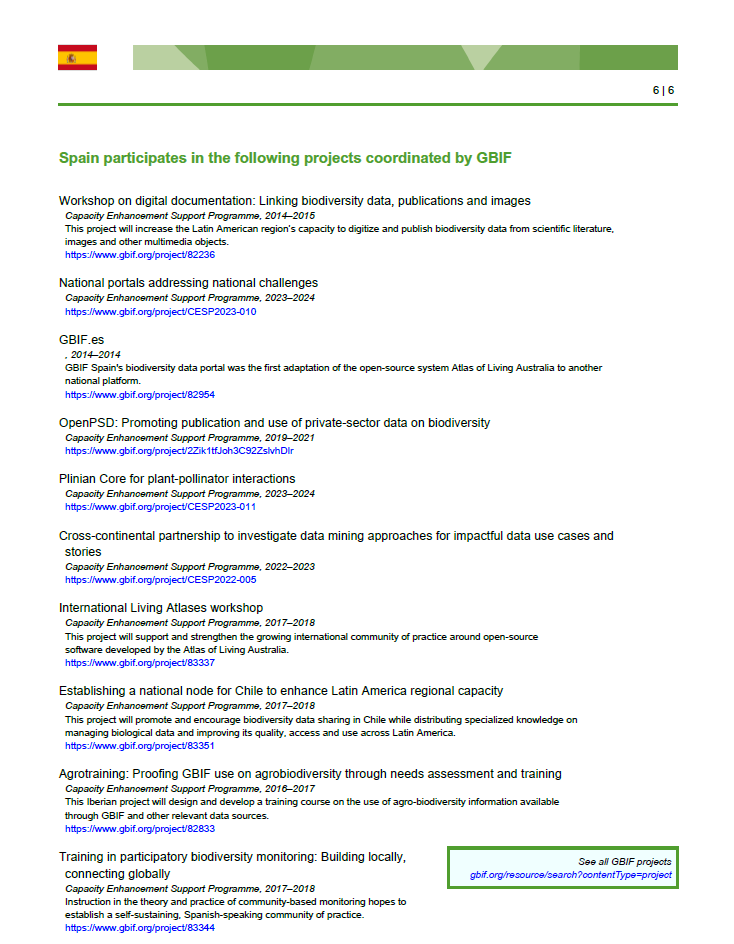 6 | 6
Spain participates in the following projects coordinated by GBIF
Workshop on digital documentation: Linking biodiversity data, publications and images
Capacity Enhancement Support Programme, 2014–2015
This project will increase the Latin American region's capacity to digitize and publish biodiversity data from scientific literature,
images and other multimedia objects.
https://www.gbif.org/project/82236
National portals addressing national challenges
Capacity Enhancement Support Programme, 2023–2024
https://www.gbif.org/project/CESP2023-010
GBIF.es
, 2014–2014
GBIF Spain's biodiversity data portal was the first adaptation of the open-source system Atlas of Living Australia to another
national platform.
https://www.gbif.org/project/82954
OpenPSD: Promoting publication and use of private-sector data on biodiversity
Capacity Enhancement Support Programme, 2019–2021
https://www.gbif.org/project/2Zik1tfJoh3C92ZslvhDlr
Plinian Core for plant-pollinator interactions
Capacity Enhancement Support Programme, 2023–2024
https://www.gbif.org/project/CESP2023-011
Cross-continental partnership to investigate data mining approaches for impactful data use cases and
stories
Capacity Enhancement Support Programme, 2022–2023
https://www.gbif.org/project/CESP2022-005
International Living Atlases workshop
Capacity Enhancement Support Programme, 2017–2018
This project will support and strengthen the growing international community of practice around open-source
software developed by the Atlas of Living Australia.
https://www.gbif.org/project/83337
Establishing a national node for Chile to enhance Latin America regional capacity
Capacity Enhancement Support Programme, 2017–2018
This project will promote and encourage biodiversity data sharing in Chile while distributing specialized knowledge on
managing biological data and improving its quality, access and use across Latin America.
https://www.gbif.org/project/83351
Agrotraining: Proofing GBIF use on agrobiodiversity through needs assessment and training
Capacity Enhancement Support Programme, 2016–2017
This Iberian project will design and develop a training course on the use of agro-biodiversity information available
through GBIF and other relevant data sources.
https://www.gbif.org/project/82833
Training in participatory biodiversity monitoring: Building locally,
connecting globally
Capacity Enhancement Support Programme, 2017–2018
Instruction in the theory and practice of community-based monitoring hopes to
establish a self-sustaining, Spanish-speaking community of practice.
https://www.gbif.org/project/83344
See all GBIF projects
gbif.org/resource/search?contentType=project